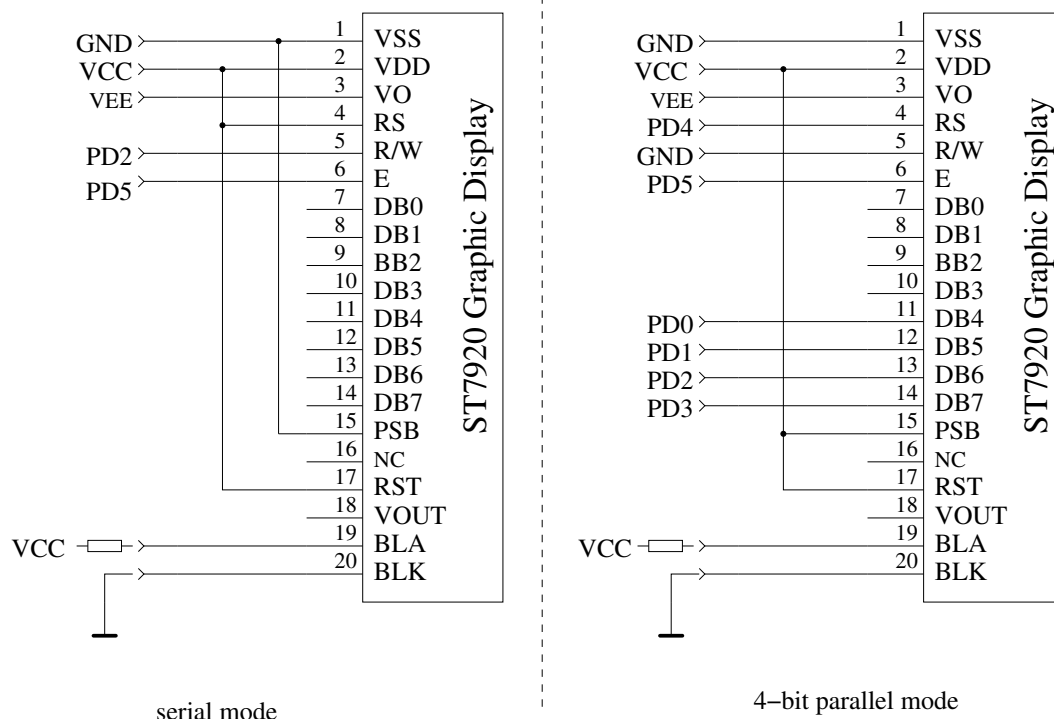 GND 1 VSS
VCC 2 VDD
VEE 3 VO
4 RS
PD2 5 R/W
PD5 6 E
7 DB0
8 DB1
9 BB2
10 DB3
11 DB4
12 DB5
13 DB6
14 DB7
15 PSB
16 NC
17 RST
18 VOUT
VCC 19 BLA
20 BLK
ST7920 Graphic Display
serial mode
GND 1 VSS
VCC 2 VDD
VEE 3 VO
PD4 4 RS
GND 5 R/W
PD5 6 E
7 DB0
8 DB1
9 BB2
10 DB3
PD0 11 DB4
PD1 12 DB5
PD2 13 DB6
PD3 14 DB7
15 PSB
16 NC
17 RST
18 VOUT
VCC 19 BLA
20 BLK
ST7920 Graphic Display
4−bit parallel mode